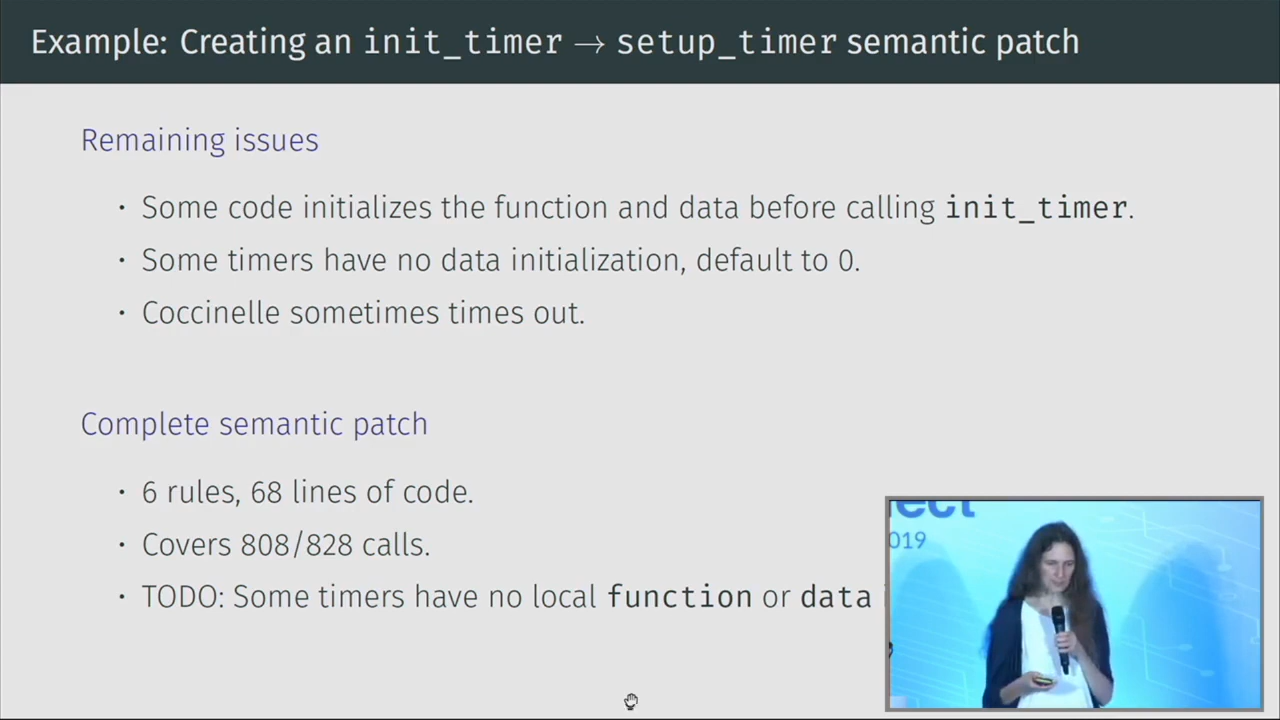 Example: Creating an init_timer → setup_timer semantic patch
Remaining issues
· Some code initializes the function and data before calling init_timer.
· Some timers have no data initialization, default to 0.
· Coccinelle sometimes times out.
Complete semantic patch
· 6 rules, 68 lines of code.
· Covers 808/828 calls.
· TODO: Some timers have no local function or data
nect
019